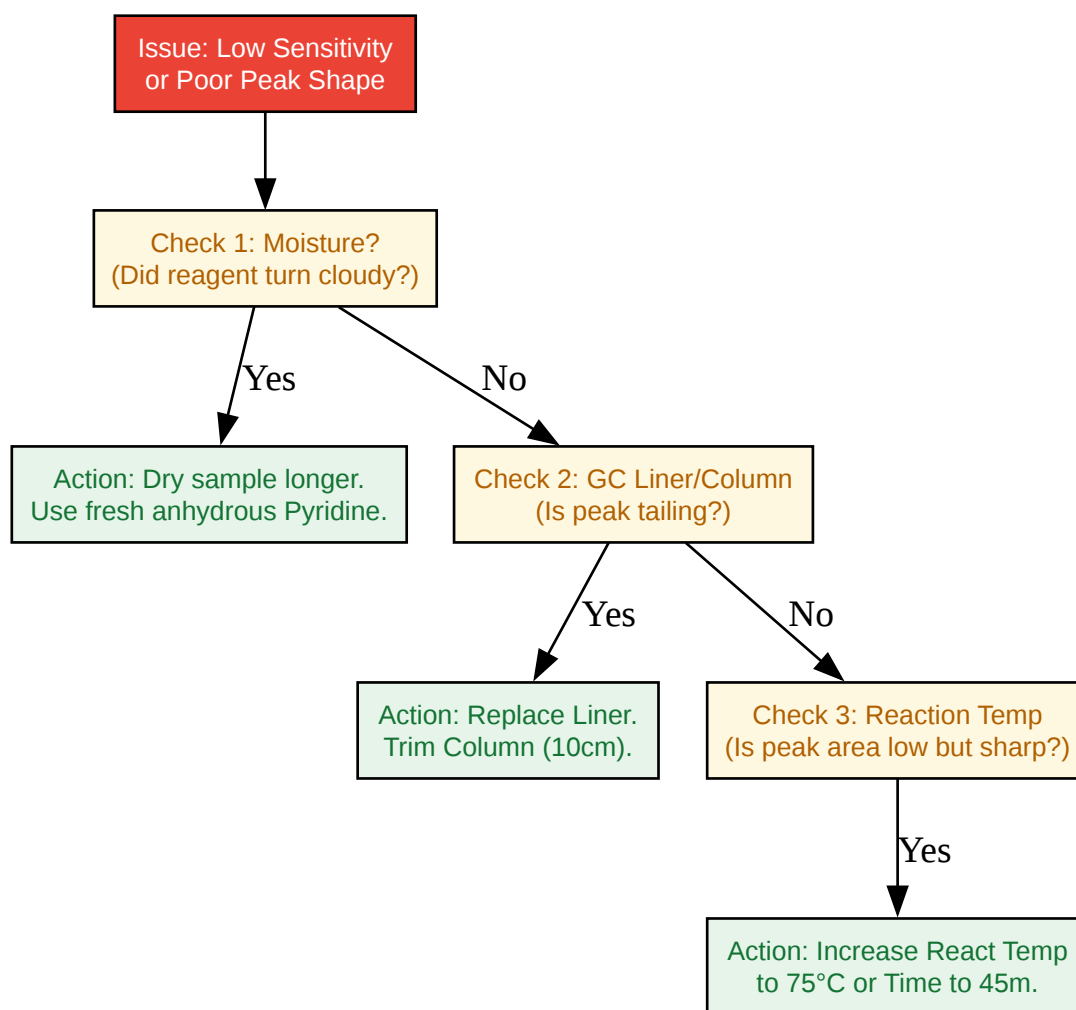 Issue: Low Sensitivity
or Poor Peak Shape
Check 1: Moisture?
(Did reagent turn cloudy?)
Yes
No
Action: Dry sample longer.
Use fresh anhydrous Pyridine.
Check 2: GC Liner/Column
(Is peak tailing?)
Yes
No
Action: Replace Liner.
Trim Column (10cm).
Check 3: Reaction Temp
(Is peak area low but sharp?)
Yes
Action: Increase React Temp
to 75°C or Time to 45m.